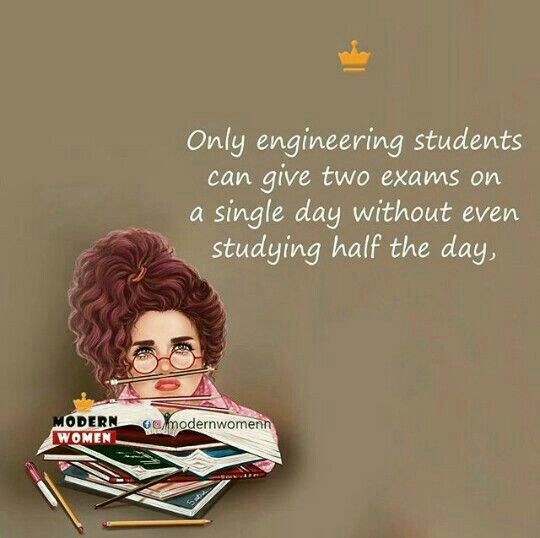 Only engineering students
can give two exams on
a single day without even
studying half the day,
MODERN
WOMEN
/modernwomenn